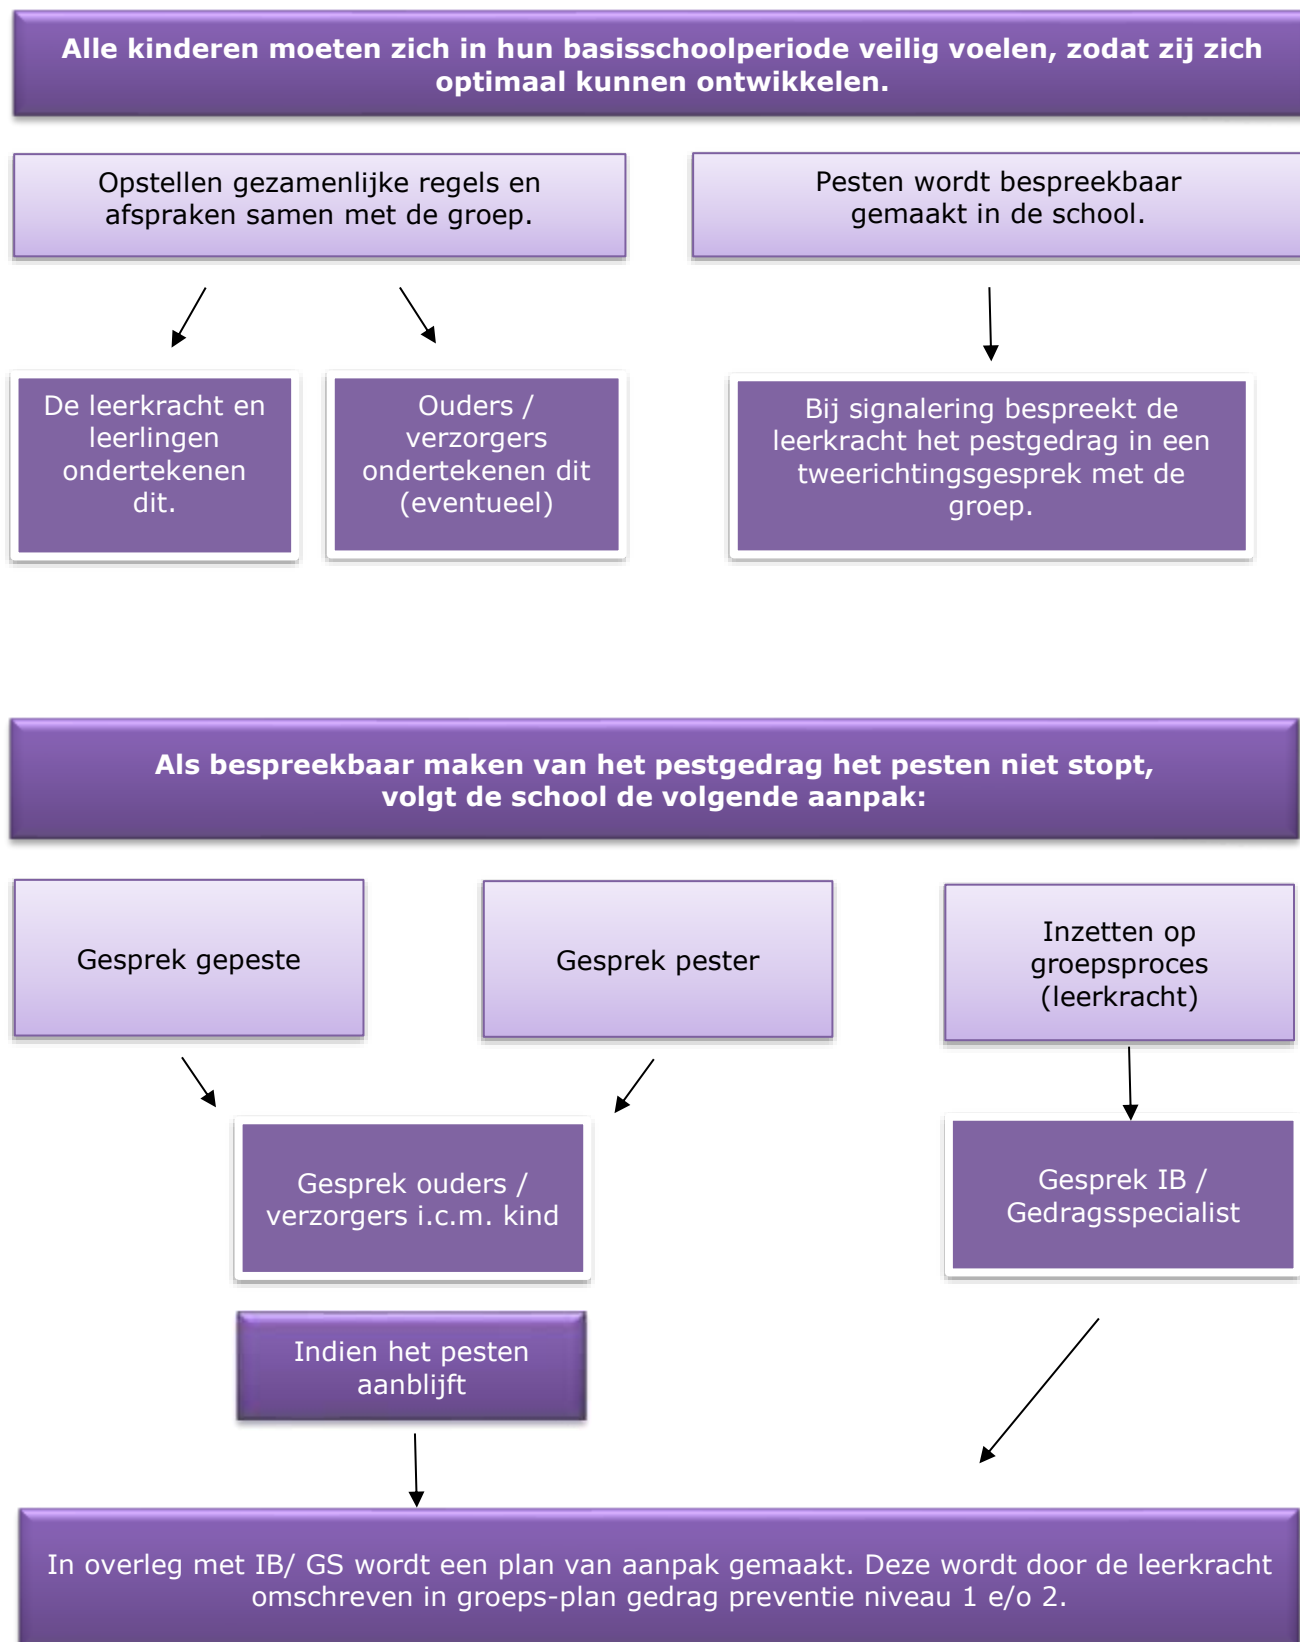 Alle kinderen moeten zich in hun basisschoolperiode veilig voelen, zodat zij zich
optimaal kunnen ontwikkelen.
Opstellen gezamenlijke regels en
afspraken samen met de groep.
Pesten wordt bespreekbaar
gemaakt in de school.
De leerkracht en
leerlingen
ondertekenen
dit.
Ouders /
verzorgers
ondertekenen dit
(eventueel)
Bij signalering bespreekt de
leerkracht het pestgedrag in een
tweerichtingsgesprek met de
groep.
Als bespreekbaar maken van het pestgedrag het pesten niet stopt,
volgt de school de volgende aanpak:
Gesprek gepeste
Gesprek pester
Inzetten op
groepsproces
(leerkracht)
Gesprek ouders /
verzorgers i.c.m. kind
Gesprek IB /
Gedragsspecialist
Indien het pesten
aanblijft
In overleg met IB/ GS wordt een plan van aanpak gemaakt. Deze wordt door de leerkracht
omschreven in groeps-plan gedrag preventie niveau 1 e/o 2.